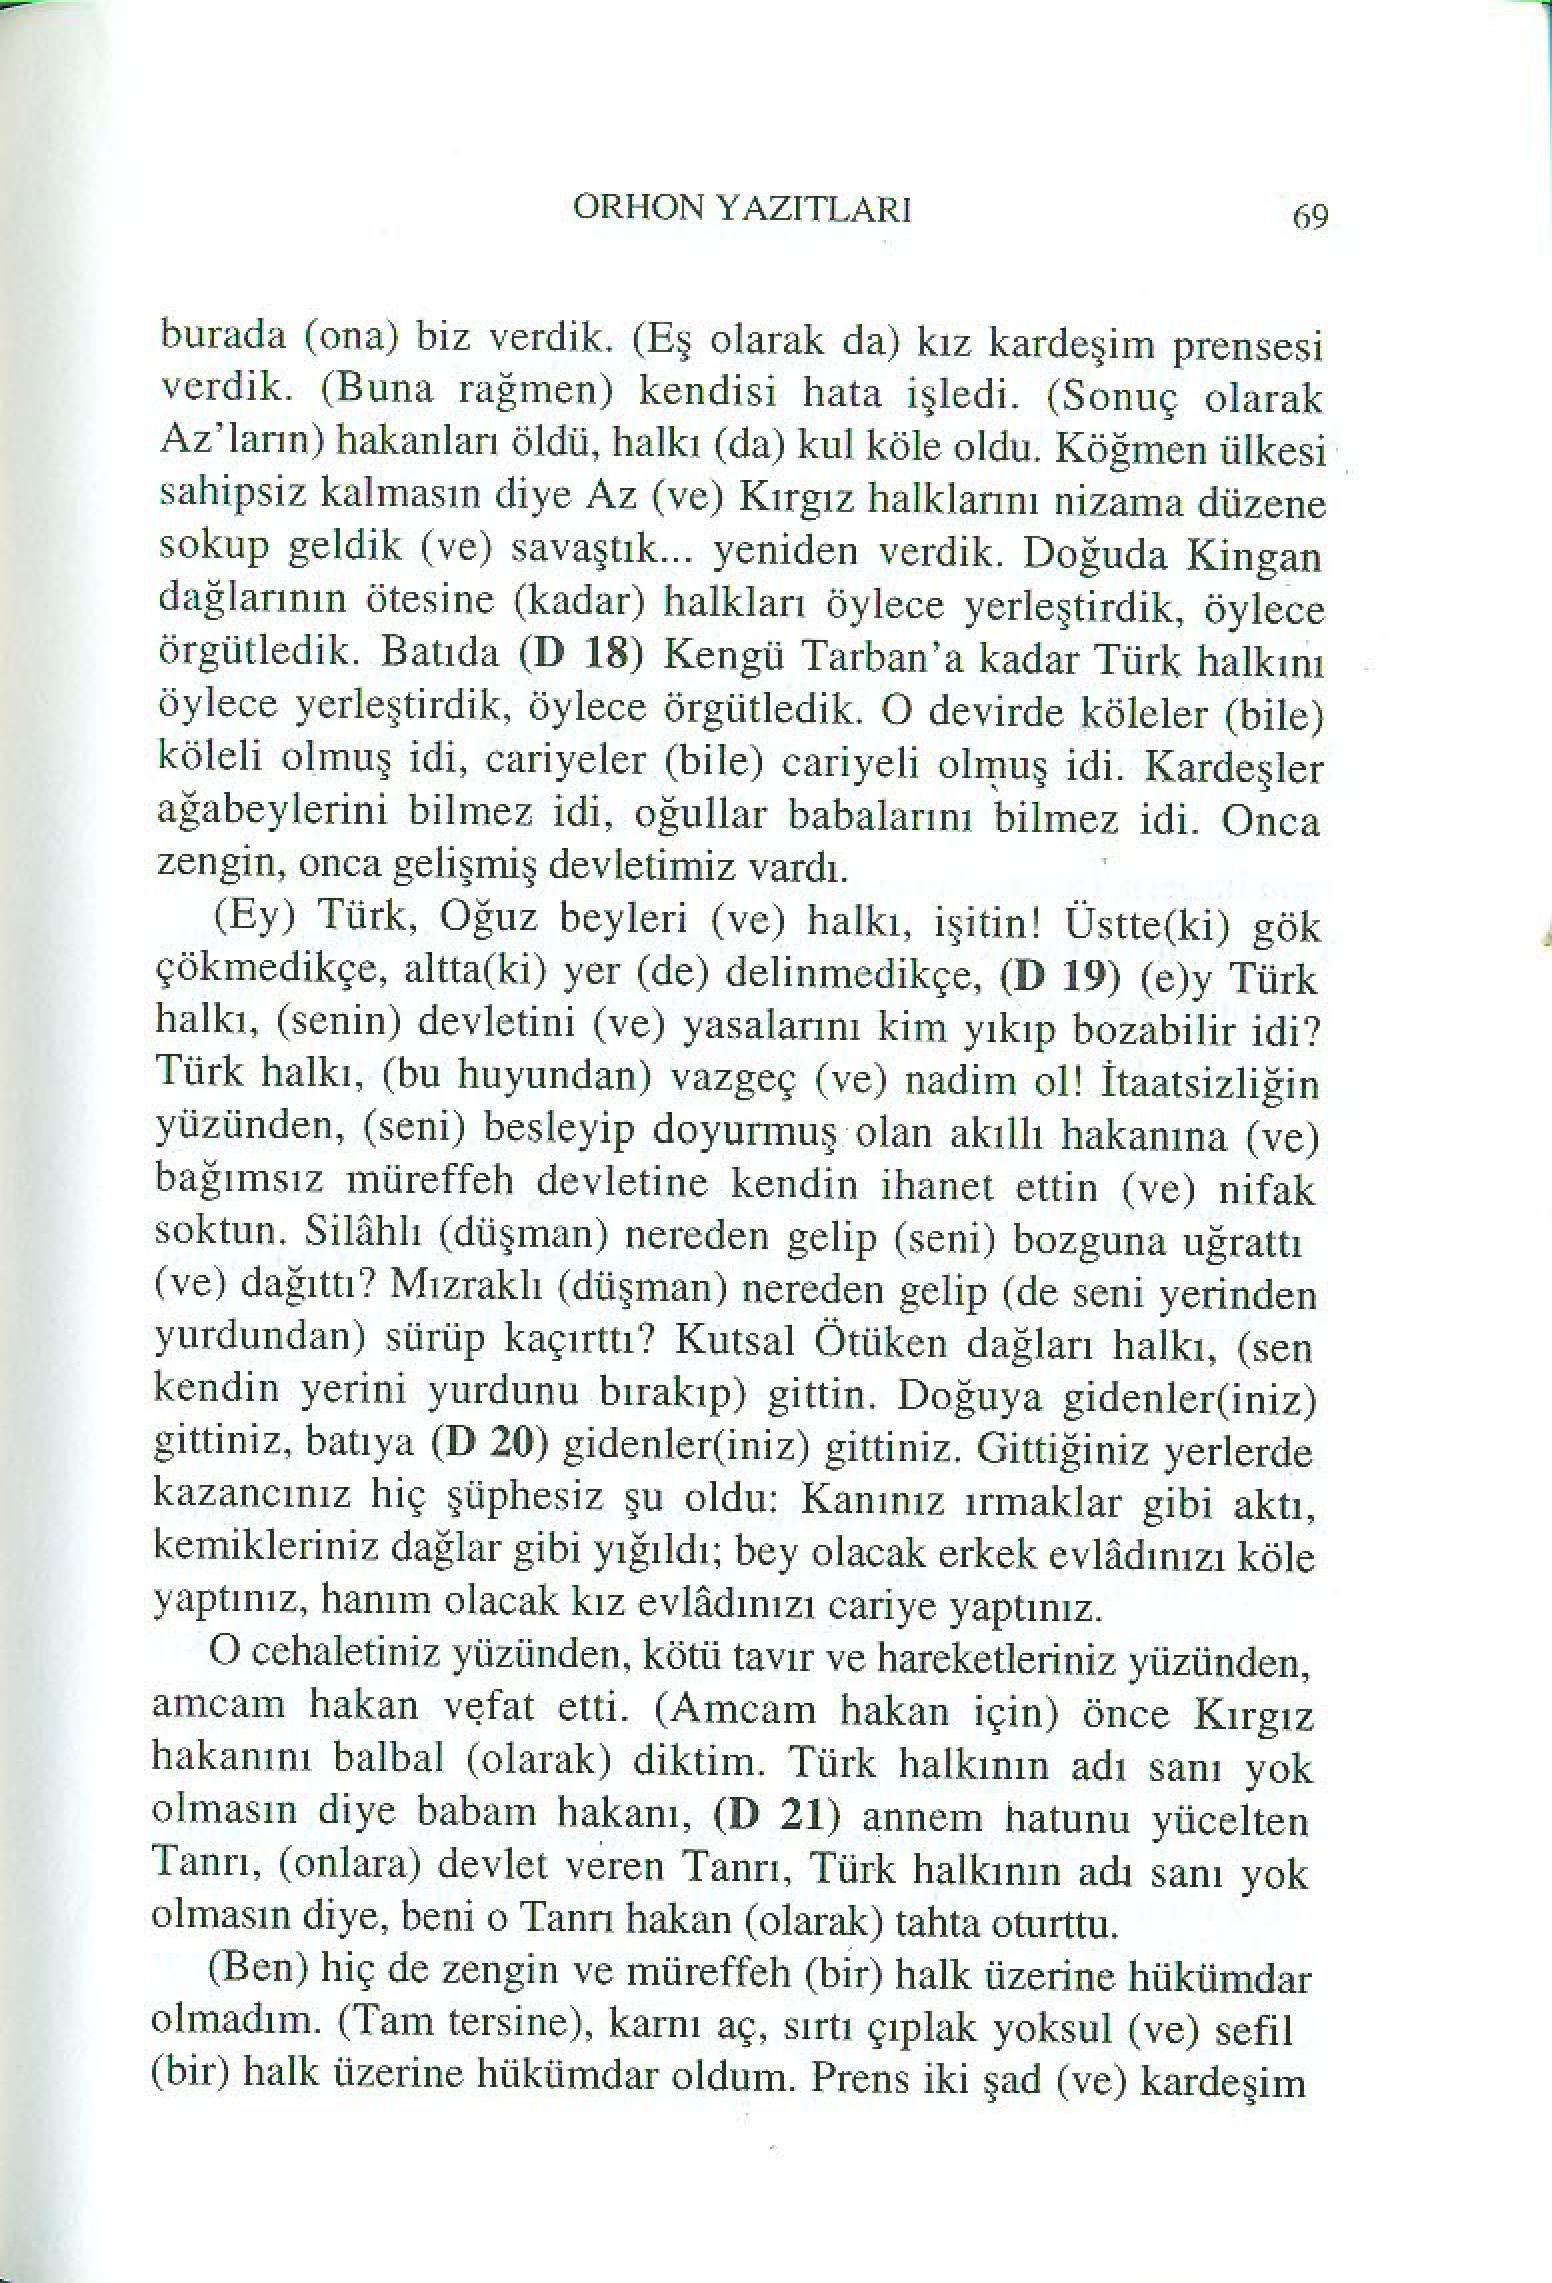 ORHON YAZITLARI 69
burada (ona) biz verdik. (Eş olarak da) kız kardeşim prensesi
verdik. (Buna rağmen) kendisi hata işledi. (Sonuç olarak
Az'ların) hakanları öldü, halkı (da) kul köle oldu. Köğmen ülkesi
sahipsiz kalmasın diye Az (ve) Kırgız halklarını nizama düzene
sokup geldik (ve) savaştık... yeniden verdik. Doğuda Kingan
dağlarının ötesine (kadar) halkları öylece yerleştirdik, öylece
örgütledik. Batıda (D 18) Kengü Tarban'a kadar Türk halkını
öylece yerleştirdik, öylece örgütledik. O devirde köleler (bile)
köleli olmuş idi, cariyeler (bile) cariyeli olmuş idi. Kardeşler
ağabeylerini bilmez idi, oğullar babalarını bilmez idi. Onca
zengin, onca gelişmiş devletimiz vardı.
(Ey) Türk, Oğuz beyleri (ve) halkı, işitin! Üstte(ki) gök
çökmedikçe, altta(ki) yer (de) delinmedikçe, (D 19) (e)y Türk
halkı, (senin) devletini (ve) yasalarını kim yıkıp bozabilir idi?
Türk halkı, (bu huyundan) vazgeç (ve) nadim ol! İtaatsizliğin
yüzünden, (seni) besleyip doyurmuş olan akıllı hakanına (ve)
bağımsız müreffeh devletine kendin ihanet ettin (ve) nifak
soktun. Silâhlı (düşman) nereden gelip (seni) bozguna uğrattı
(ve) dağıttı? Mızraklı (düşman) nereden gelip (de seni yerinden
yurdundan) sürüp kaçırttı? Kutsal Ötüken dağları halkı, (sen
kendin yerini yurdunu bırakıp) gittin. Doğuya gidenler(iniz)
gittiniz, batıya (D 20) gidenler(iniz) gittiniz. Gittiğiniz yerlerde
kazancınız hiç şüphesiz şu oldu: Kanınız ırmaklar gibi aktı,
kemikleriniz dağlar gibi yığıldı; bey olacak erkek evlâdınızı köle
yaptınız, hanım olacak kız evlâdınızı cariye yaptınız.
O cehaletiniz yüzünden, kötü tavır ve hareketleriniz yüzünden,
amcam hakan vefat etti. (Amcam hakan için) önce Kırgız
hakanını balbal (olarak) diktim. Türk halkının adı sanı yok
olmasın diye babam hakanı, (D 21) annem hatunu yücelten
Tanrı, (onlara) devlet veren Tanrı, Türk halkının adı sanı yok
olmasın diye, beni o Tanrı hakan (olarak) tahta oturttu.
(Ben) hiç de zengin ve müreffeh (bir) halk üzerine hükümdar
olmadım. (Tam tersine), karnı aç, sırtı çıplak yoksul (ve) sefil
(bir) halk üzerine hükümdar oldum. Prens iki şad (ve) kardeşim